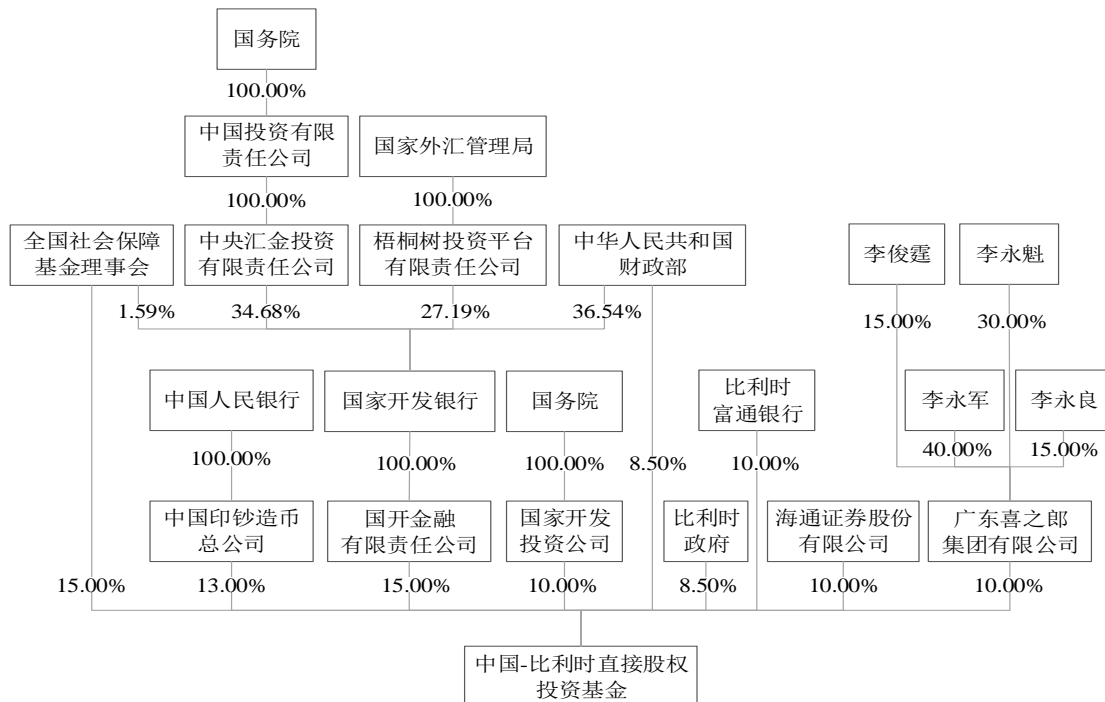 国务院
100.00%
中国投资有限
责任公司
国家外汇管理局
100.00%
100.00%
全国社会保障
基金理事会
中央汇金投资
有限责任公司
梧桐树投资平台
有限责任公司
中华人民共和国
财政部
李俊霆
李永魁
1.59%
34.68%
27.19%
36.54%
15.00%
30.00%
中国人民银行
国家开发银行
国务院
比利时
富通银行
李永军
李永良
100.00%
100.00%
100.00%
8.50%
10.00%
40.00%
15.00%
中国印钞造币
总公司
国开金融
有限责任公司
国家开发
投资公司
比利时
政府
海通证券股份
有限公司
广东喜之郎
集团有限公司
15.00%
13.00%
15.00%
10.00%
8.50%
10.00%
10.00%
中国-比利时直接股权
投资基金